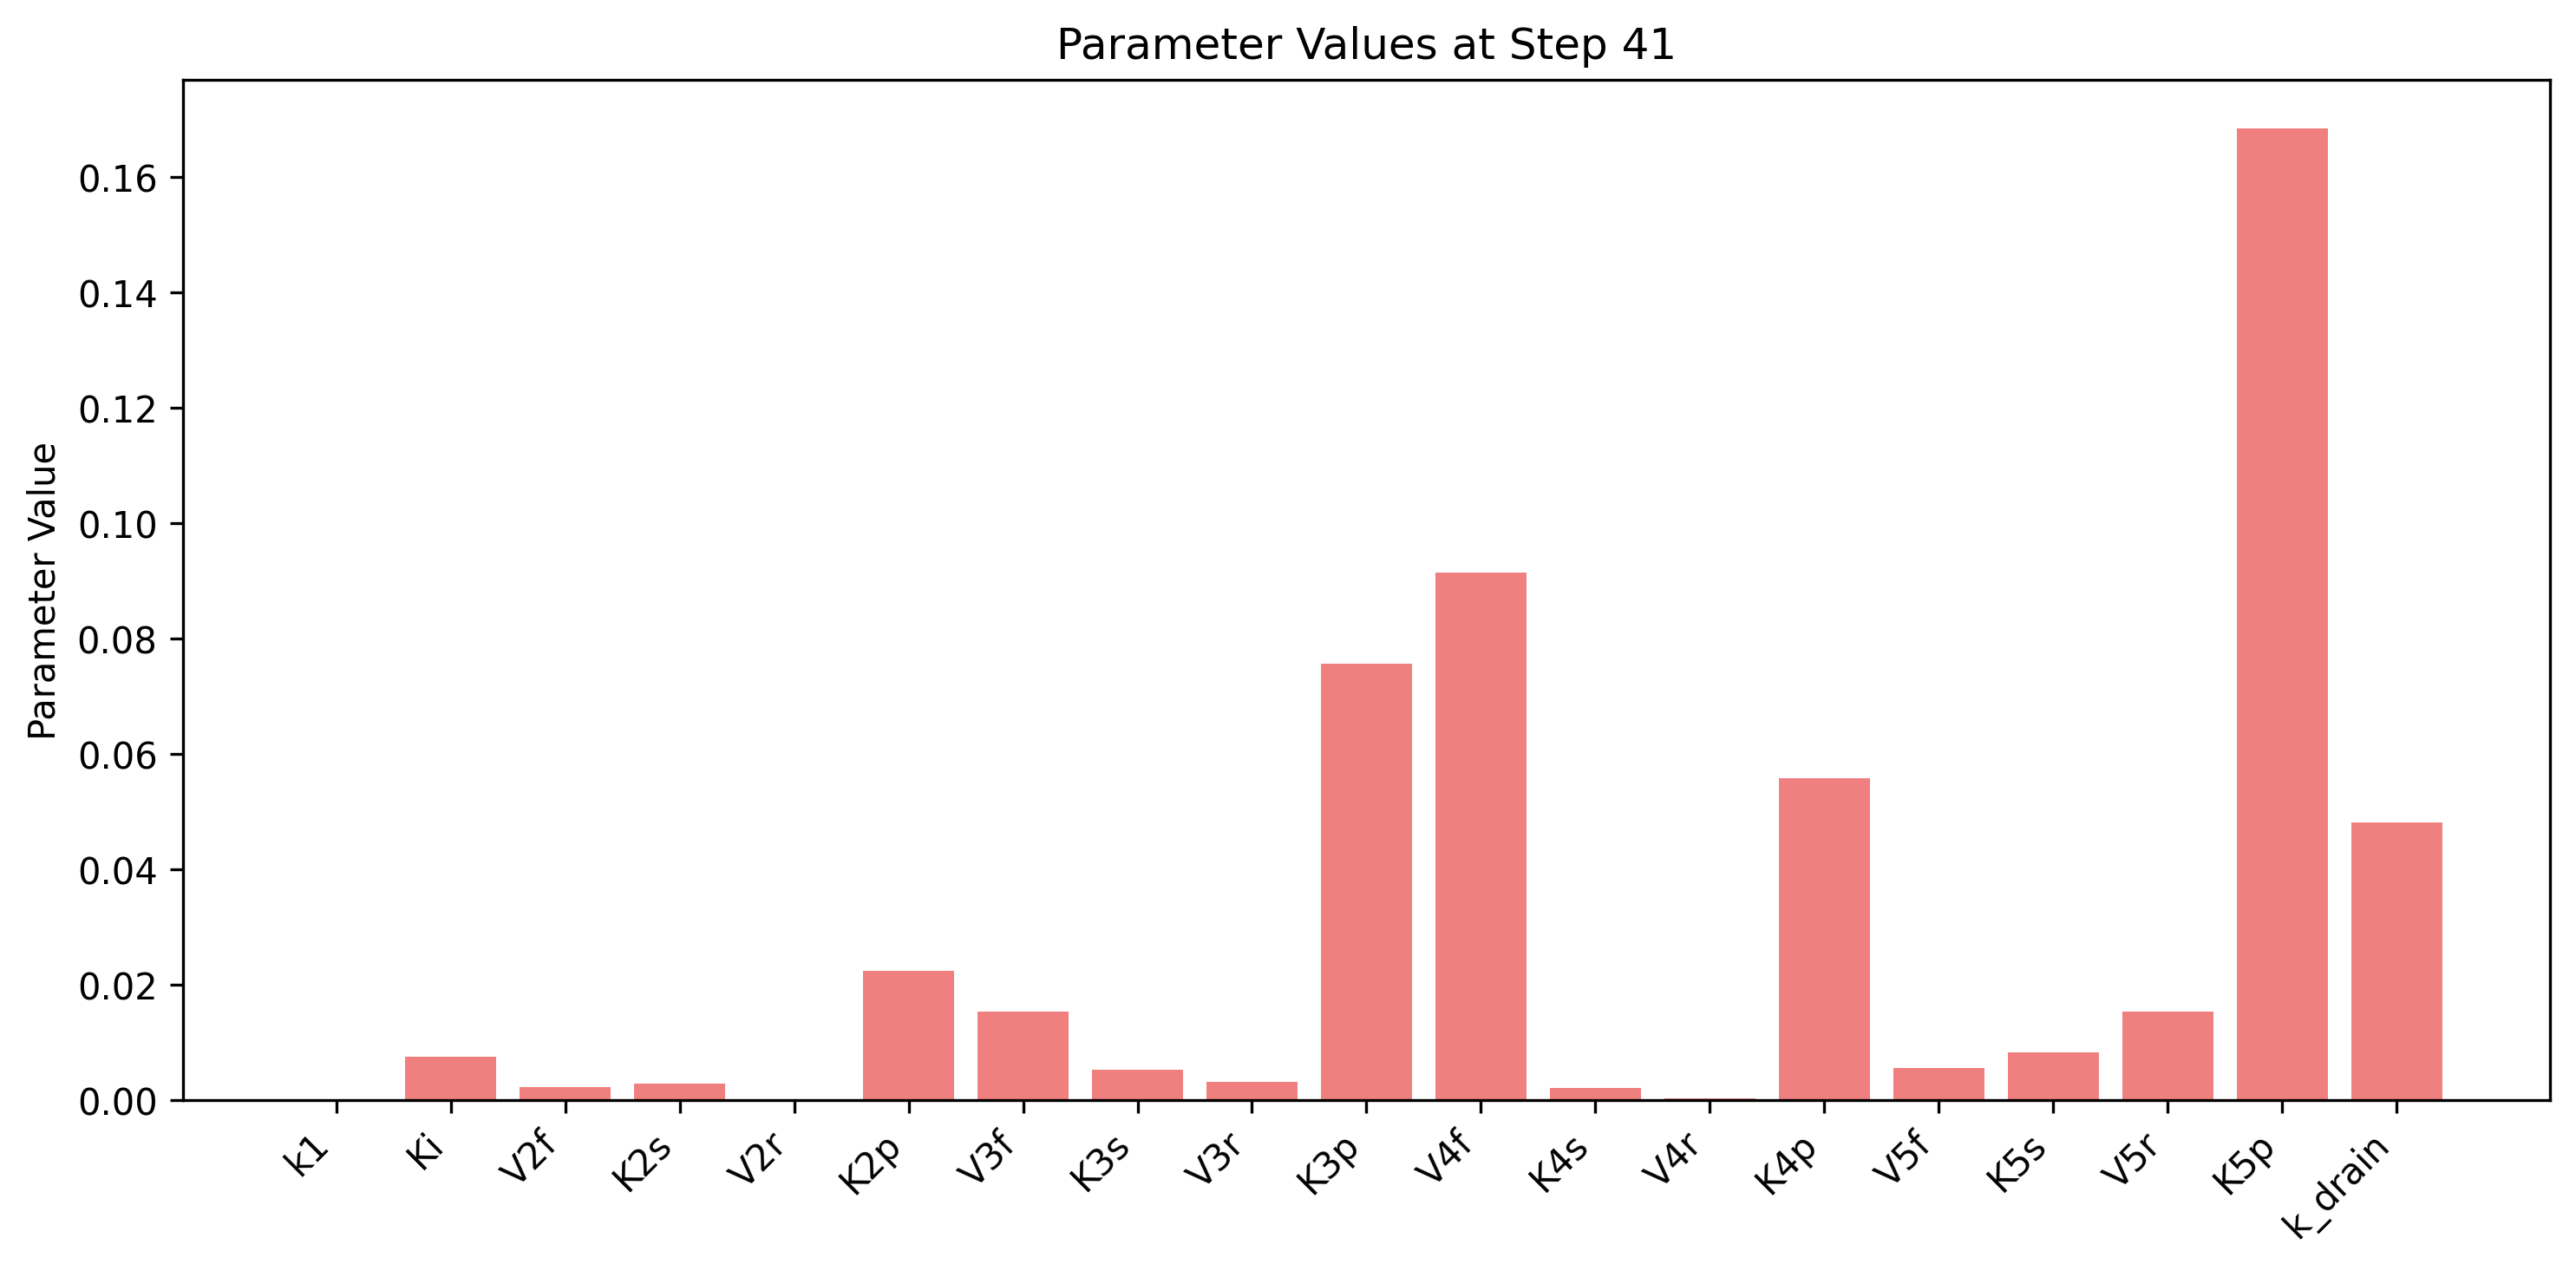 Parameter Values at Step 41
Parameter Value
0.16
0.14
0.12
0.10
0.08
0.06
0.04
0.02
0.00
k1
Ki
V2f
K2s
V2r
K2p
V3f
K3s
V3r
K3p
V4f
K4s
V4r
K4p
V5f
K5s
V5r
K5p
k_drain